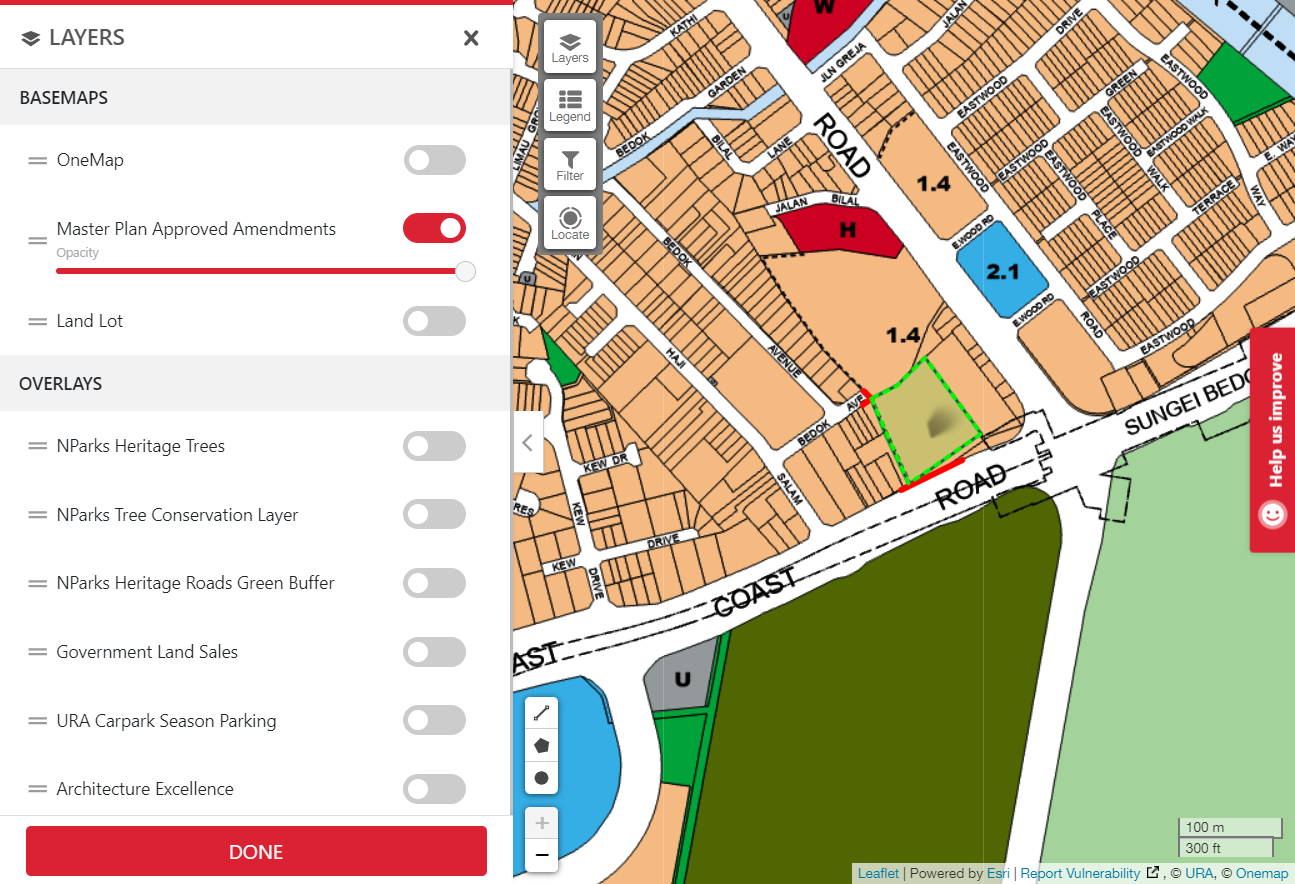 LAYERS
BASEMAPS
OneMap
Master Plan Approved Amendments
Opacity
Land Lot
OVERLAYS
NParks Heritage Trees
NParks Tree Conservation Layer
NParks Heritage Roads Green Buffer
Government Land Sales
URA Carpark Season Parking
Architecture Excellence
DONE
Layers
Legend
Filter
Locate
W
KATHI
JALAN
DRIVE
JLN GREJA
GARDEN
EASTWOOD
EASTWOOD
GREEN
EASTWOOD
EASTWOOD WALK
E. WAY
BEDOK
BILAL
LANE
ROAD
EASTWOOD
EASTWOOD
EASTWOOD
WALK
TERRACE
WAY
LIMAU
1.4
JALAN
BILAL
H
E.WOOD RD
PLACE
BEDOK
2.1
EASTWOOD
U
E.WOOD RD
ROAD
EASTWOOD
1.4
HAJI
AVENUE
AVE
BEDOK
SUNGEI BEDO
KEW DR
SALAM
ROAD
RES
KEW
DRIVE
KEW
DRIVE
COAST
AST
U
Help us improve
100 m
300 ft
Leaflet | Powered by Esri | Report Vulnerability , © URA, © Onemap